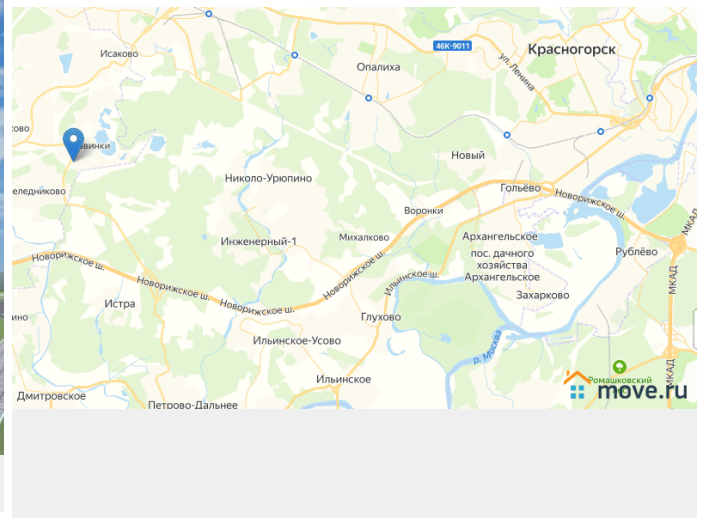 Исаково
46К-9011
Красногорск
ул. Ленина
Опалиха
Новый
Николо-Урюпино
Гольёво
Новорижское ш.
Воронки
МКАД
Инженерный-1
Михалково
Архангельское
Рублёво
пос. дачного
хозяйства
Архангельское
Новорижское ш.
Новорижское ш.
Ильинское ш.
МКАД
Новорижское ш.
Захарково
Истра
Новорижское ш.
Глухово
Ильинское-Усово
р. Москва
Ильинское
Ромашковский
МКАД
move.ru
Дмитровское
Петрово-Дальнее